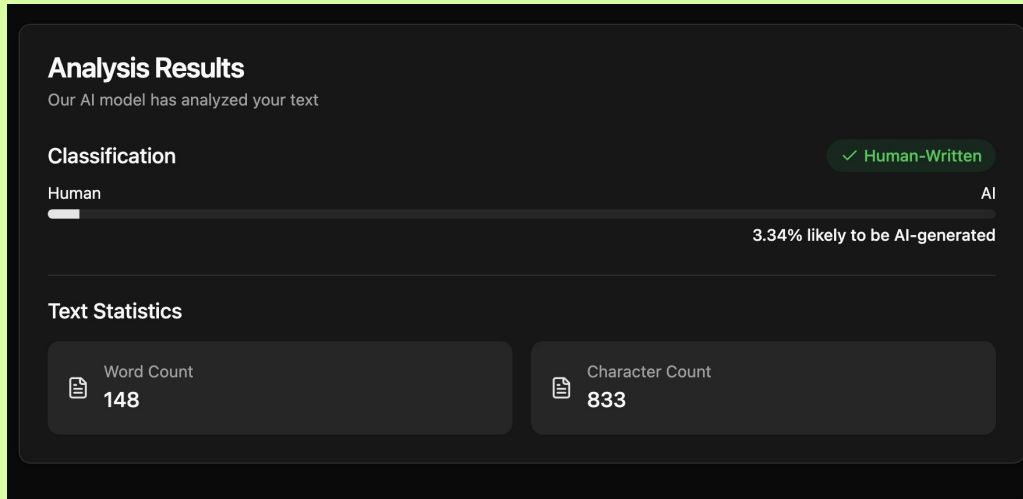 Analysis Results
Our AI model has analyzed your text
Classification
Human-Written
Human
AI
3.34% likely to be AI-generated
Text Statistics
Word Count
148
Character Count
833